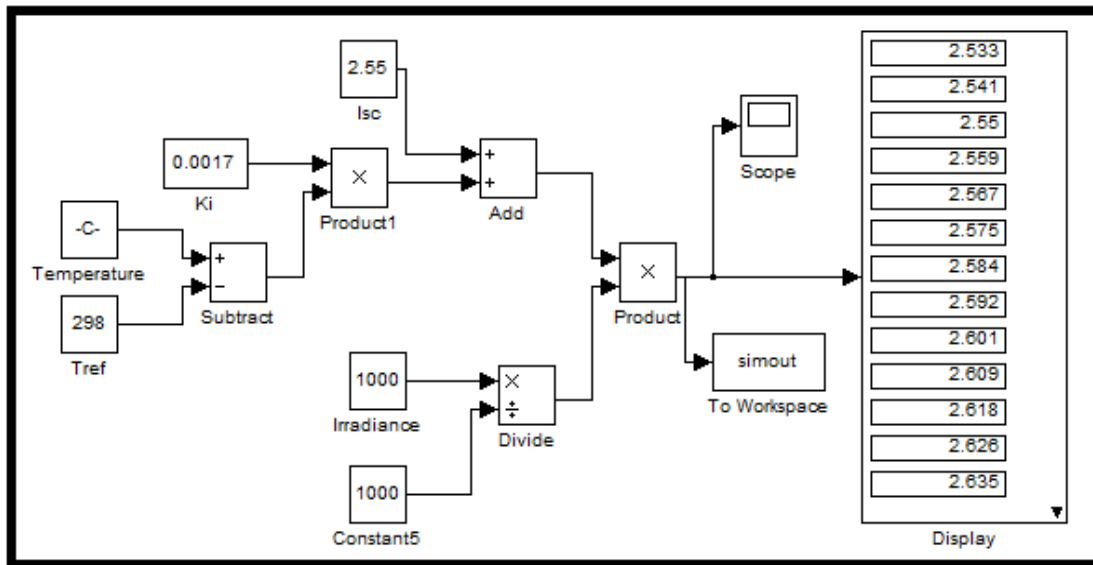 2.55
Isc
0.0017
Ki
-C-
Temperature
298
Tref
+
−
Subtract
×
Product1
+
+
Add
1000
Irradiance
1000
Constant5
×
÷
Divide
×
Product
Scope
simout
To Workspace
2.533
2.541
2.55
2.559
2.567
2.575
2.584
2.592
2.601
2.609
2.618
2.626
2.635
Display